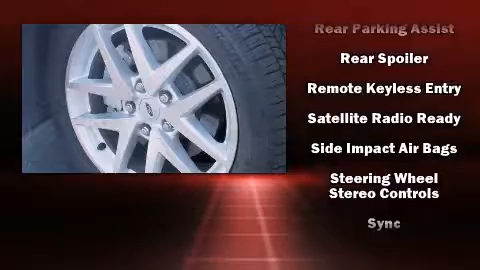 Rear Parking Assist
Rear Spoiler
Remote Keyless Entry
Satellite Radio Ready
Side Impact Air Bags
Steering Wheel
Stereo Controls
Sync